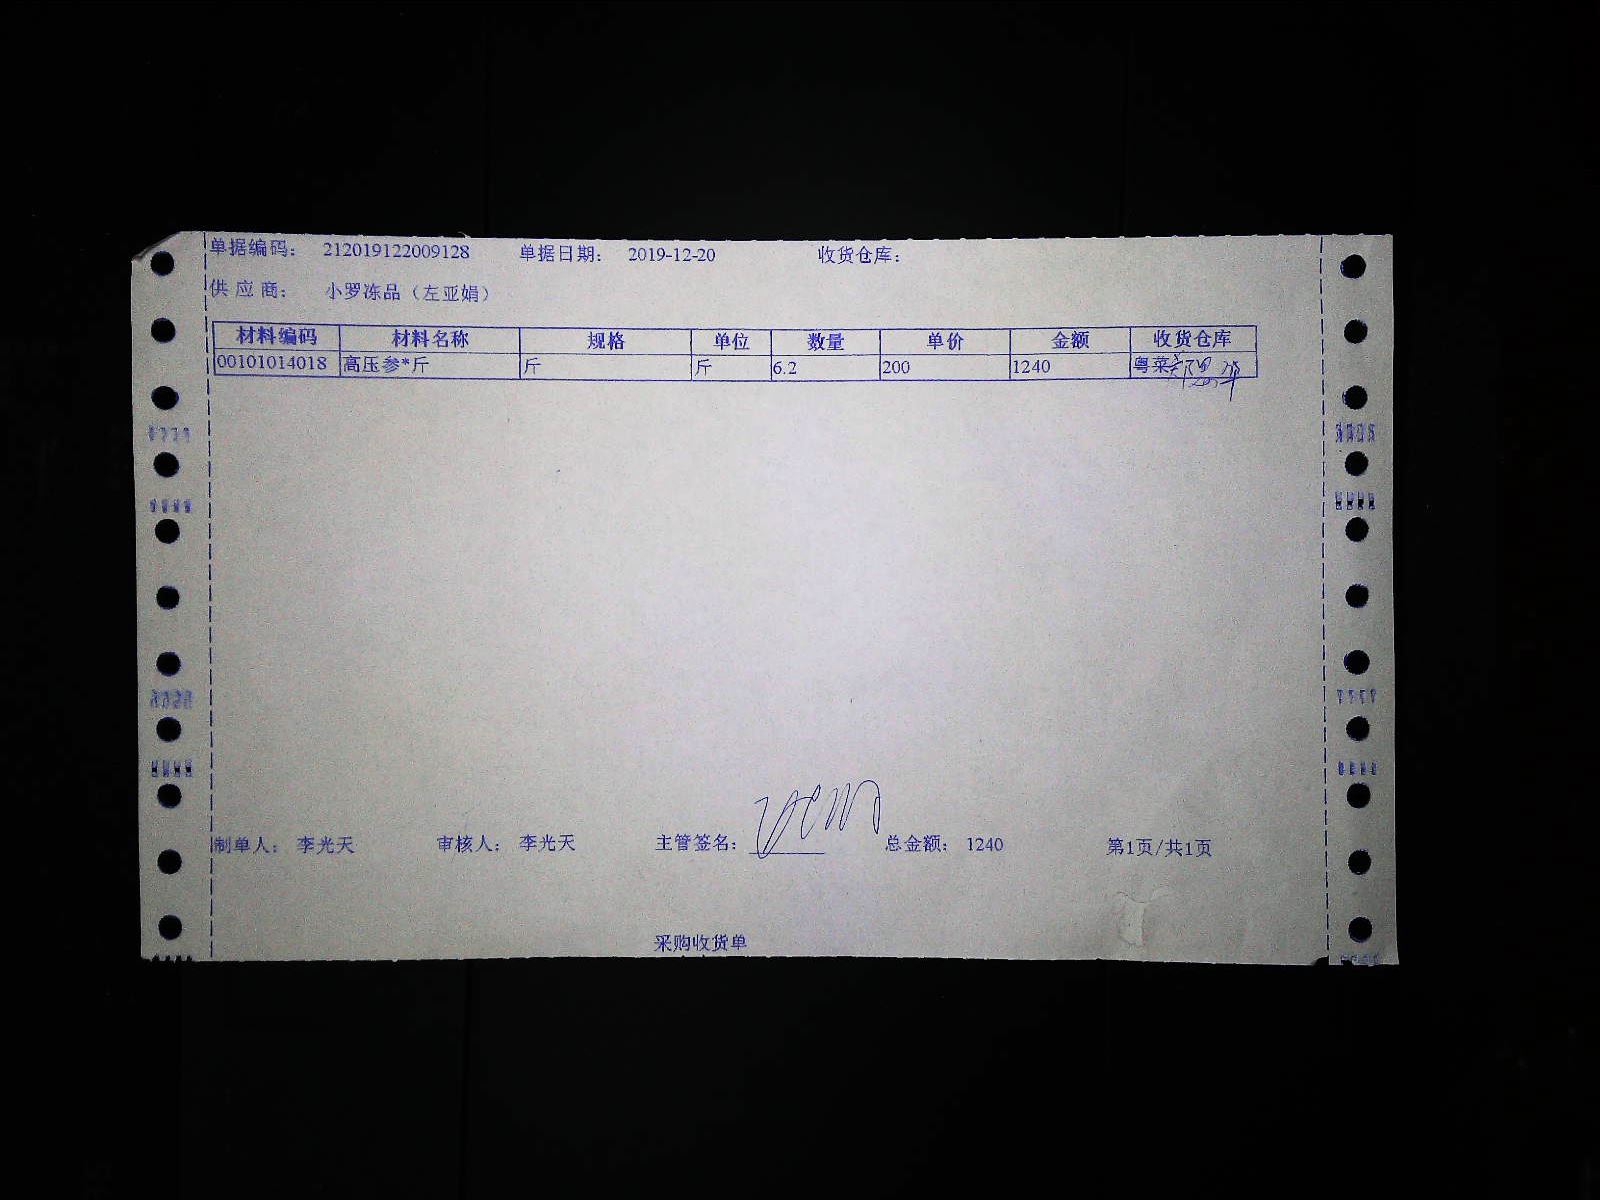 单据编码： 212019122009128 单据日期： 2019-12-20 收货仓库：
供 应 商： 小罗冻品（左亚娟）
材料编码 材料名称 规格 单位 数量 单价 金额 收货仓库
00101014018 高压参*斤 斤 斤 6.2 200 1240 粤菜
制单人： 李光天 审核人： 李光天 主管签名： 总金额： 1240 第1页/共1页
采购收货单